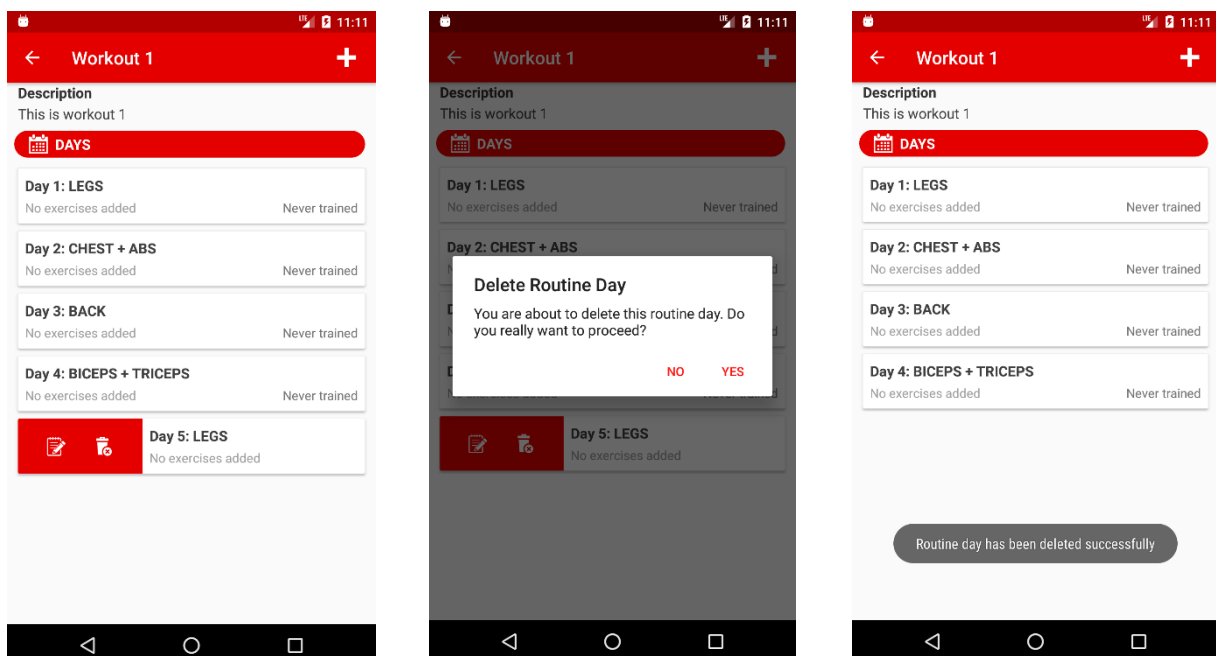 LTE 11:11
Workout 1
Description
This is workout 1
DAYS
Day 1: LEGS
No exercises added Never trained
Day 2: CHEST + ABS
No exercises added Never trained
Day 3: BACK
No exercises added Never trained
Day 4: BICEPS + TRICEPS
No exercises added Never trained
Day 5: LEGS
No exercises added
LTE 11:11
Workout 1
Description
This is workout 1
DAYS
Day 1: LEGS
No exercises added Never trained
Day 2: CHEST + ABS
Delete Routine Day
You are about to delete this routine day. Do
you really want to proceed?
NO YES
Day 5: LEGS
No exercises added
LTE 11:11
Workout 1
Description
This is workout 1
DAYS
Day 1: LEGS
No exercises added Never trained
Day 2: CHEST + ABS
No exercises added Never trained
Day 3: BACK
No exercises added Never trained
Day 4: BICEPS + TRICEPS
No exercises added Never trained
Routine day has been deleted successfully